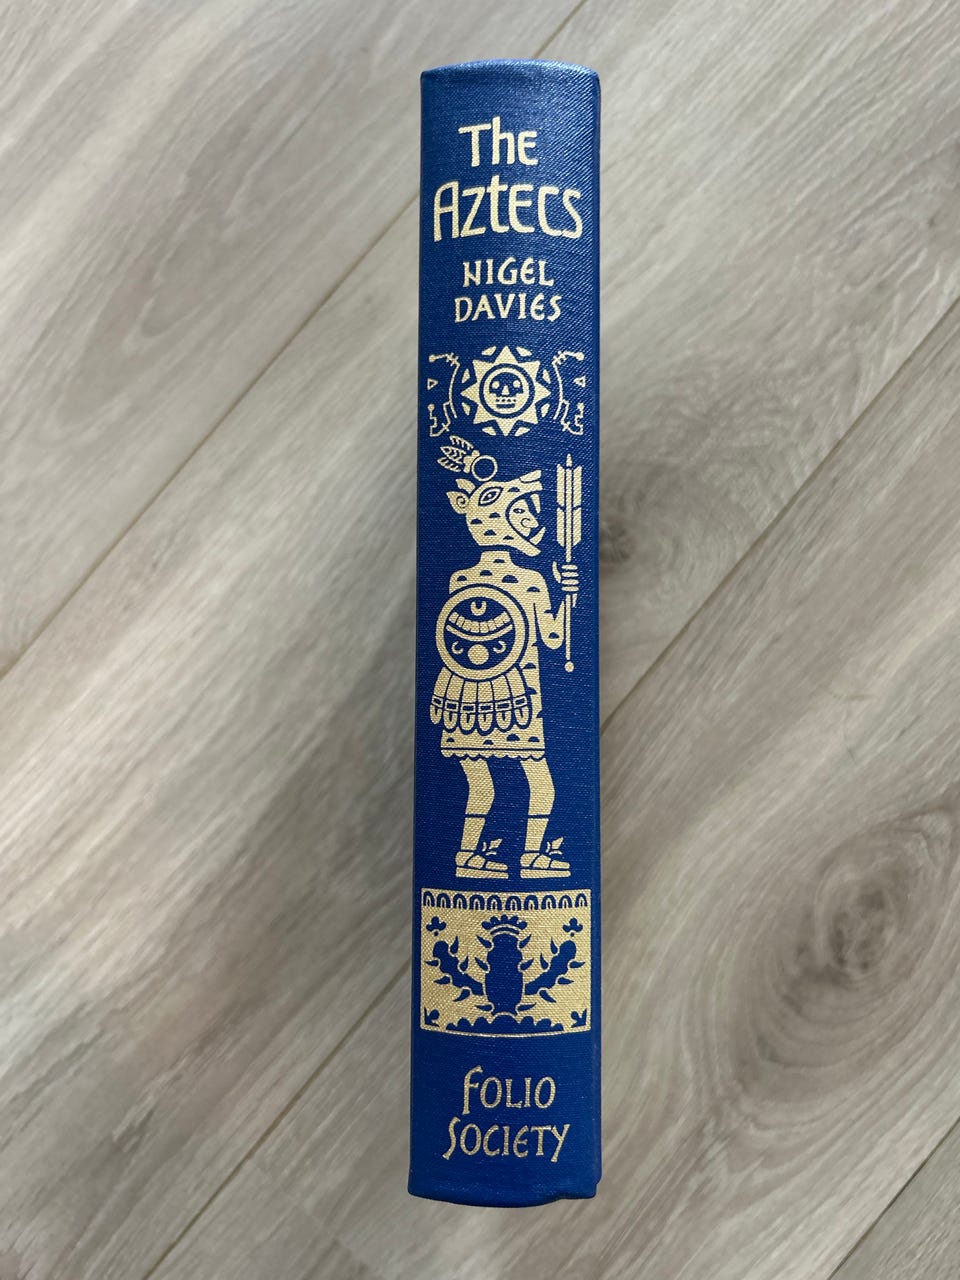 The
Aztecs
NIGEL
DAVIES
FOLIO
SOCIETY